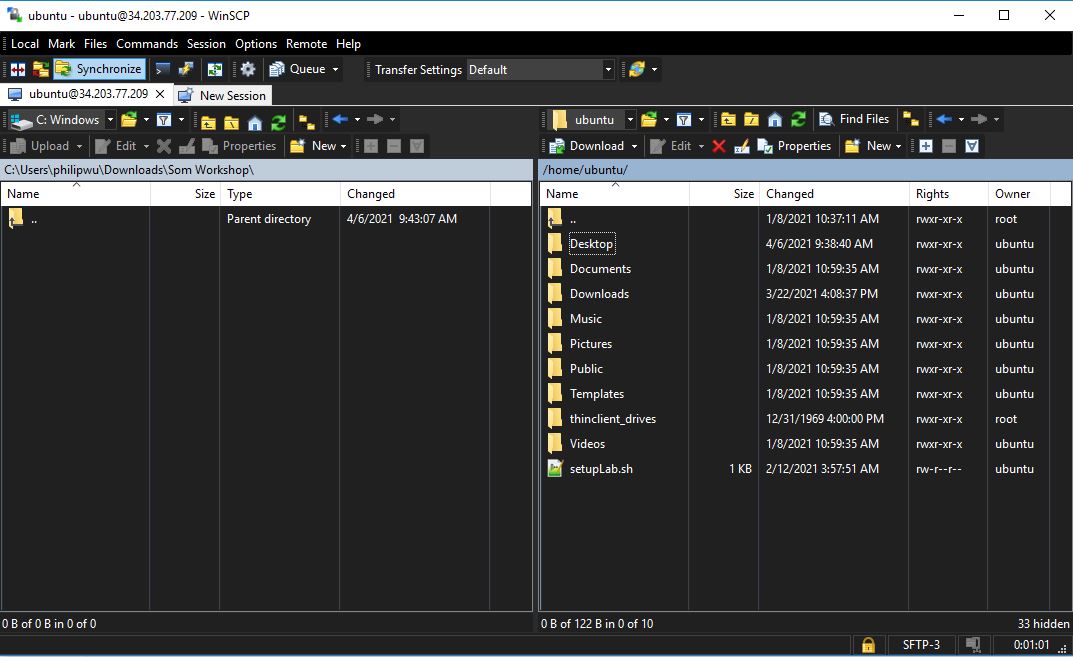 ubuntu - ubuntu@34.203.77.209 - WinSCP
Local Mark Files Commands Session Options Remote Help
Synchronize Queue Transfer Settings Default
ubuntu@34.203.77.209 New Session
C: Windows ubuntu Find Files
Upload Edit Properties New Download Edit Properties New
C:\Users\philipwu\Downloads\Som Workshop\ /home/ubuntu/
Name Size Type Changed Name Size Changed Rights Owner
.. Parent directory 4/6/2021 9:43:07 AM .. 1/8/2021 10:37:11 AM rwxr-xr-x root
Desktop 4/6/2021 9:38:40 AM rwxr-xr-x ubuntu
Documents 1/8/2021 10:59:35 AM rwxr-xr-x ubuntu
Downloads 3/22/2021 4:08:37 PM rwxr-xr-x ubuntu
Music 1/8/2021 10:59:35 AM rwxr-xr-x ubuntu
Pictures 1/8/2021 10:59:35 AM rwxr-xr-x ubuntu
Public 1/8/2021 10:59:35 AM rwxr-xr-x ubuntu
Templates 1/8/2021 10:59:35 AM rwxr-xr-x ubuntu
thinclient_drives 12/31/1969 4:00:00 PM rwxr-xr-x root
Videos 1/8/2021 10:59:35 AM rwxr-xr-x ubuntu
setupLab.sh 1 KB 2/12/2021 3:57:51 AM rw-r--r-- ubuntu
0 B of 0 B in 0 of 0 0 B of 122 B in 0 of 10 33 hidden
SFTP-3 0:01:01